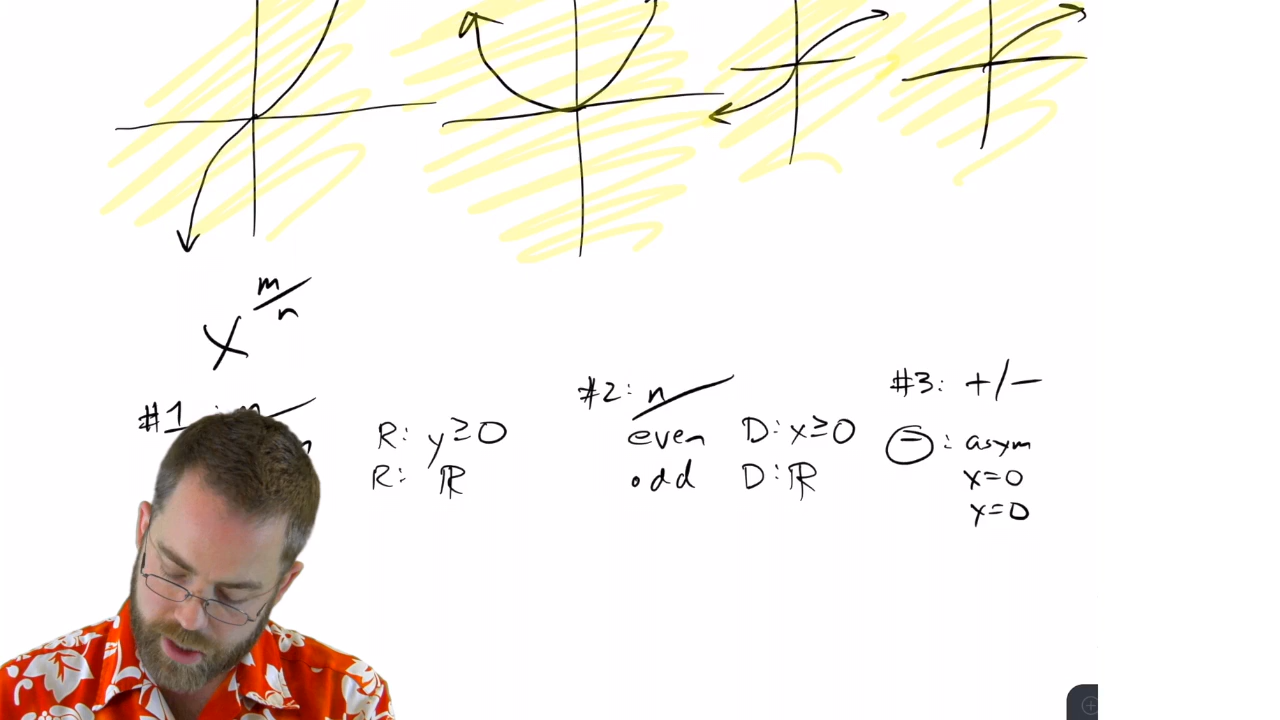 x^{m/n}
#1: m/n
R: y≥0
R: ℝ
#2: n/
even D: x≥0
odd D: ℝ
#3: +/−
⊖: asym
x=0
y=0